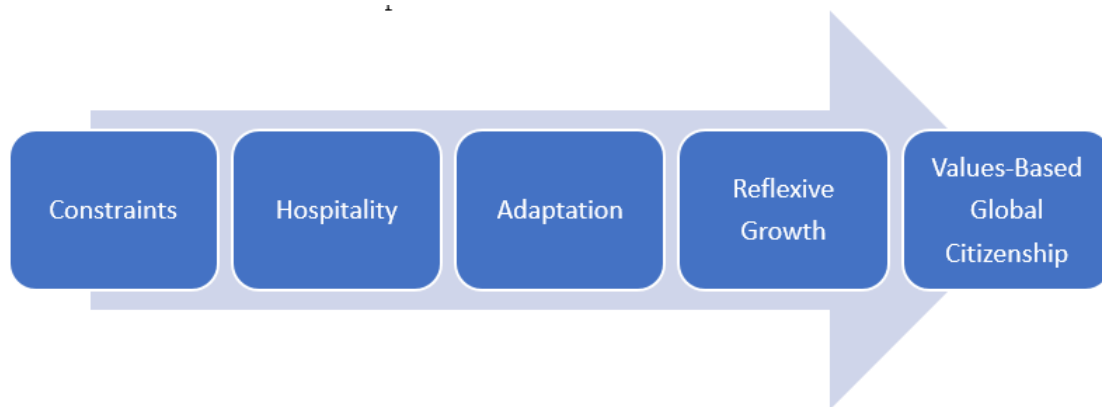 Constraints
Hospitality
Adaptation
Reflexive
Growth
Values-Based
Global
Citizenship